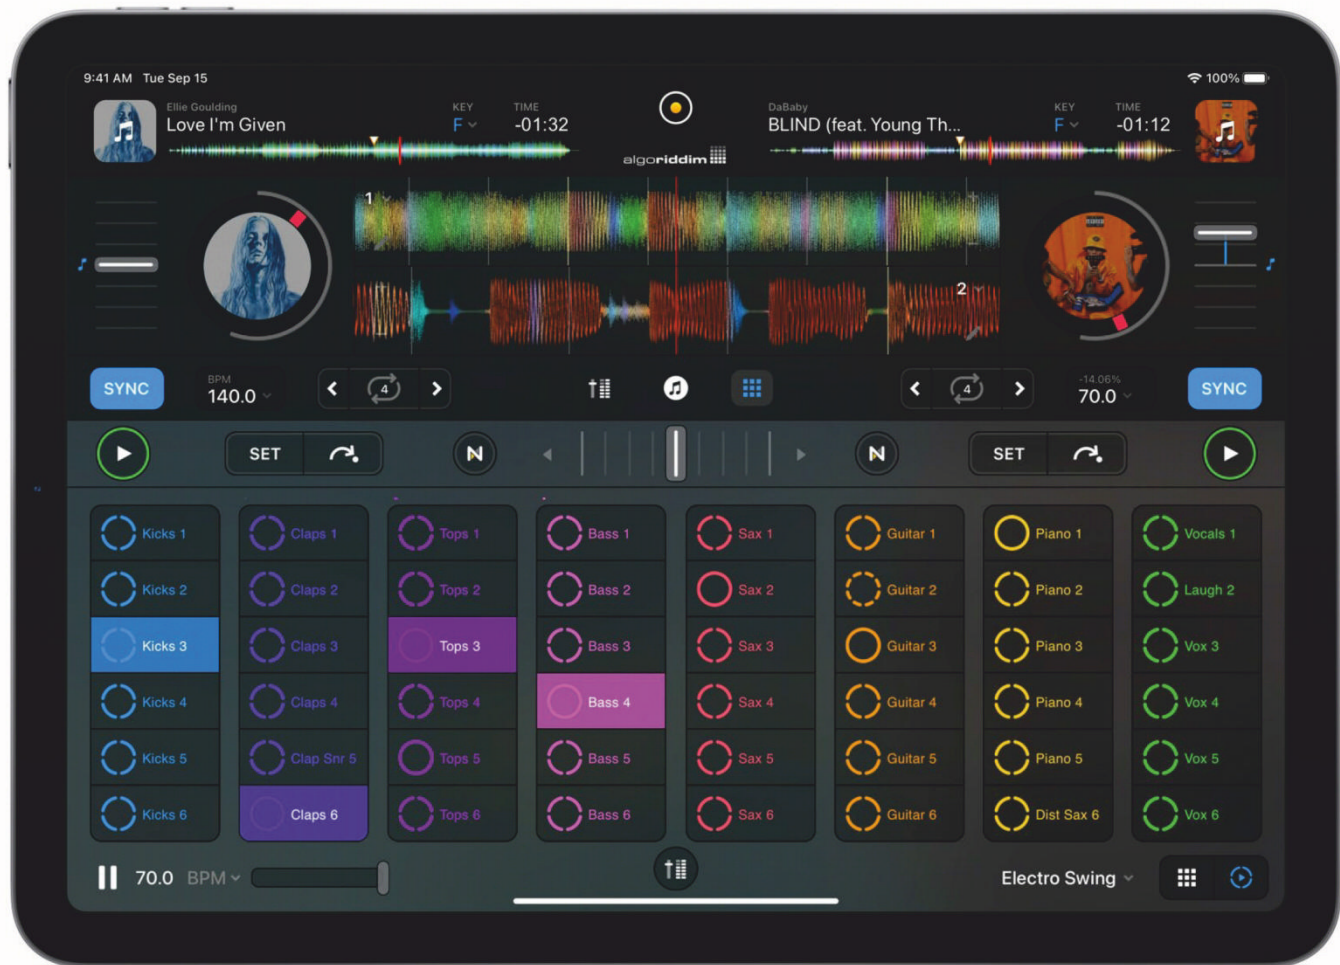 9:41 AM Tue Sep 15
100%
Ellie Goulding
Love I'm Given
KEY
F
TIME
-01:32
algoriddim
DaBaby
BLIND (feat. Young Th...
KEY
F
TIME
-01:12
1
2
SYNC
BPM
140.0
4
4
-14.06%
70.0
SYNC
SET
N
N
SET
Kicks 1
Claps 1
Tops 1
Bass 1
Sax 1
Guitar 1
Piano 1
Vocals 1
Kicks 2
Claps 2
Tops 2
Bass 2
Sax 2
Guitar 2
Piano 2
Laugh 2
Kicks 3
Claps 3
Tops 3
Bass 3
Sax 3
Guitar 3
Piano 3
Vox 3
Kicks 4
Claps 4
Tops 4
Bass 4
Sax 4
Guitar 4
Piano 4
Vox 4
Kicks 5
Clap Snr 5
Tops 5
Bass 5
Sax 5
Guitar 5
Piano 5
Vox 5
Kicks 6
Claps 6
Tops 6
Bass 6
Sax 6
Guitar 6
Dist Sax 6
Vox 6
70.0 BPM
Electro Swing